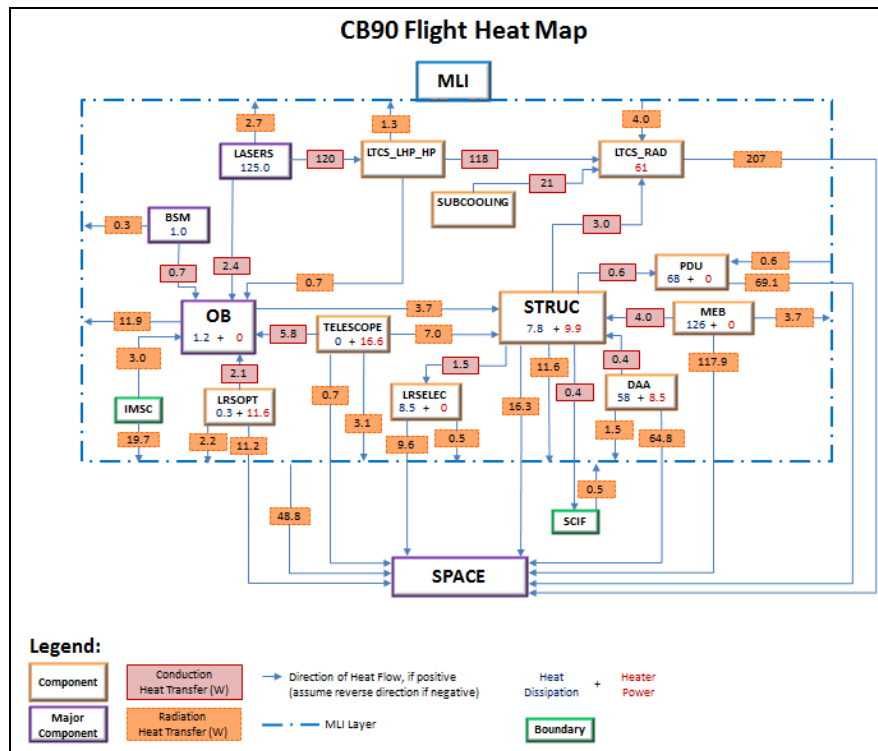 CB90 Flight Heat Map
MLI
2.7
1.3
4.0
LASERS
125.0
120
LTCS_LHP_HP
118
LTCS_RAD
61
207
21
SUBCOOLING
BSM
1.0
0.3
3.0
0.7
2.4
0.7
0.6
PDU
68 + 0
0.6
69.1
OB
1.2 + 0
11.9
3.7
STRUC
7.8 + 9.9
4.0
MEB
126 + 0
3.7
5.8
TELESCOPE
0 + 16.6
7.0
3.0
2.1
1.5
11.6
0.4
0.4
117.9
IMSC
LRSOPT
0.3 + 11.6
0.7
LRSELEC
8.5 + 0
16.3
DAA
58 + 8.5
19.7
2.2
11.2
3.1
9.6
0.5
1.5
64.8
0.5
48.8
SCIF
SPACE
Legend:
Component
Conduction
Heat Transfer (W)
Direction of Heat Flow, if positive
(assume reverse direction if negative)
Heat
Dissipation
+
Heater
Power
Major
Component
Radiation
Heat Transfer (W)
MLI Layer
Boundary